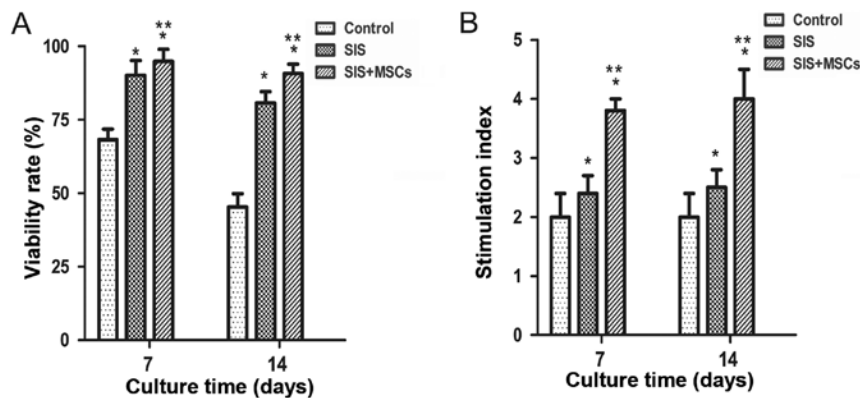 A
Control
SIS
SIS+MSCs
Viability rate (%)
100
75
50
25
0
*
**
*
*
**
*
7
14
Culture time (days)
B
Control
SIS
SIS+MSCs
Stimulation index
5
4
3
2
1
0
*
**
*
*
**
*
7
14
Culture time (days)